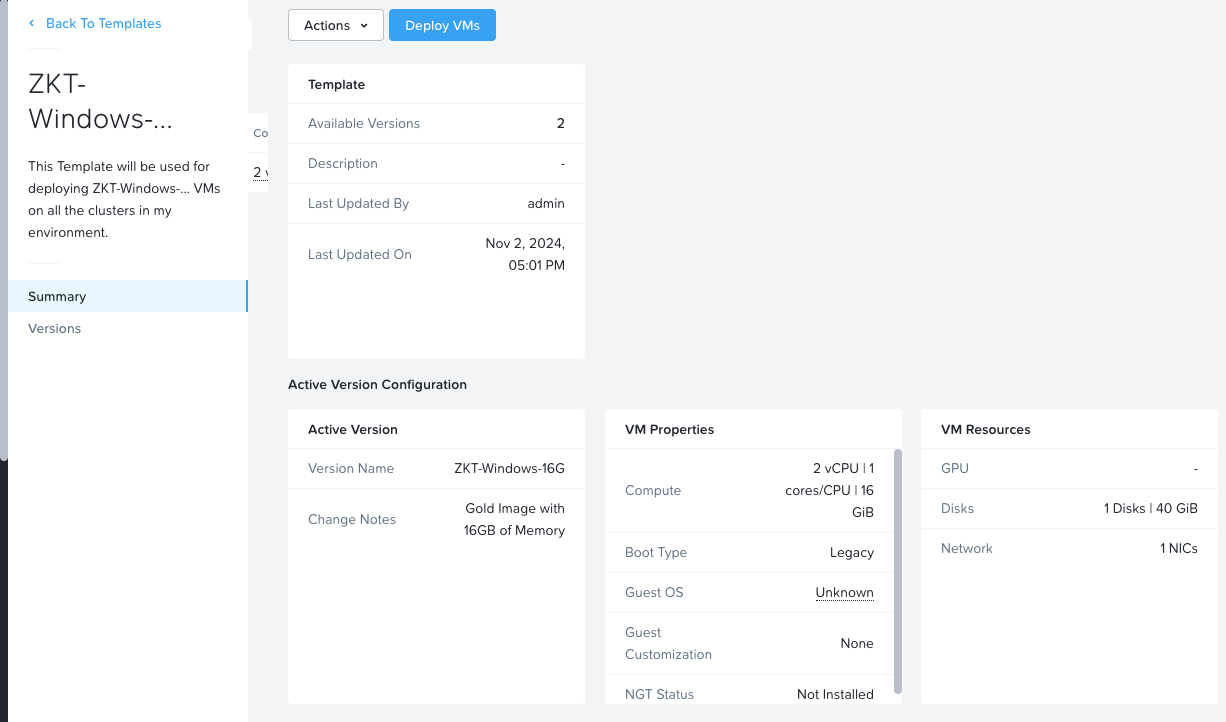 Back To Templates
ZKT-
Windows-...
This Template will be used for
deploying ZKT-Windows-... VMs
on all the clusters in my
environment.
Summary
Versions
Co
2 v
Actions
Deploy VMs
Template
Available Versions 2
Description -
Last Updated By admin
Last Updated On Nov 2, 2024,
05:01 PM
Active Version Configuration
Active Version
Version Name ZKT-Windows-16G
Change Notes Gold Image with
16GB of Memory
VM Properties
Compute 2 vCPU | 1
cores/CPU | 16
GiB
Boot Type Legacy
Guest OS Unknown
Guest
Customization None
NGT Status Not Installed
VM Resources
GPU -
Disks 1 Disks | 40 GiB
Network 1 NICs